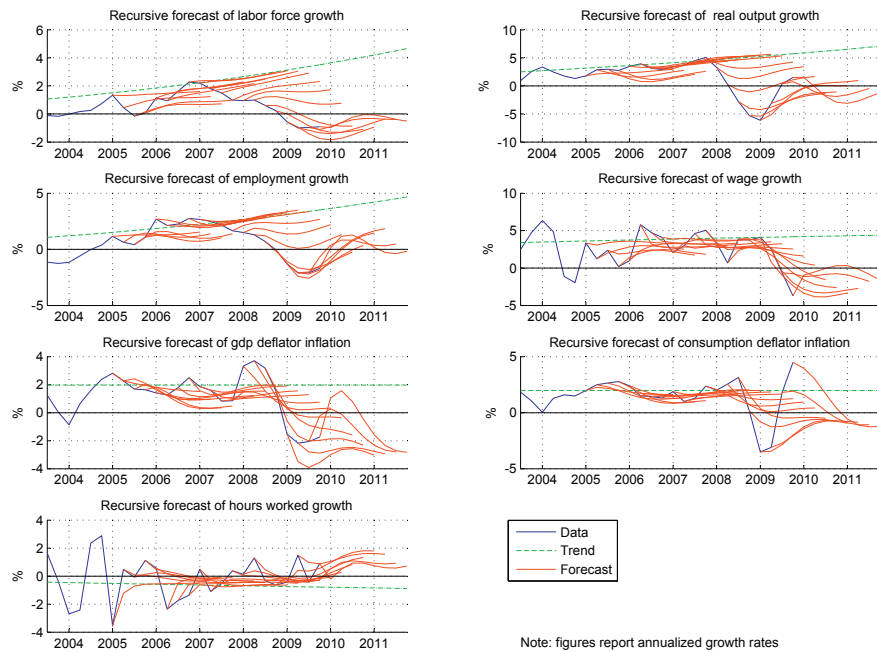 Recursive forecast of labor force growth
%
6
4
2
0
-2
2004 2005 2006 2007 2008 2009 2010 2011
Recursive forecast of  real output growth
%
10
5
0
-5
-10
2004 2005 2006 2007 2008 2009 2010 2011
Recursive forecast of employment growth
%
5
0
-5
2004 2005 2006 2007 2008 2009 2010 2011
Recursive forecast of wage growth
%
10
5
0
-5
2004 2005 2006 2007 2008 2009 2010 2011
Recursive forecast of gdp deflator inflation
%
4
2
0
-2
-4
2004 2005 2006 2007 2008 2009 2010 2011
Recursive forecast of consumption deflator inflation
%
5
0
-5
2004 2005 2006 2007 2008 2009 2010 2011
Recursive forecast of hours worked growth
%
4
2
0
-2
-4
2004 2005 2006 2007 2008 2009 2010 2011
Data
Trend
Forecast
Note: figures report annualized growth rates